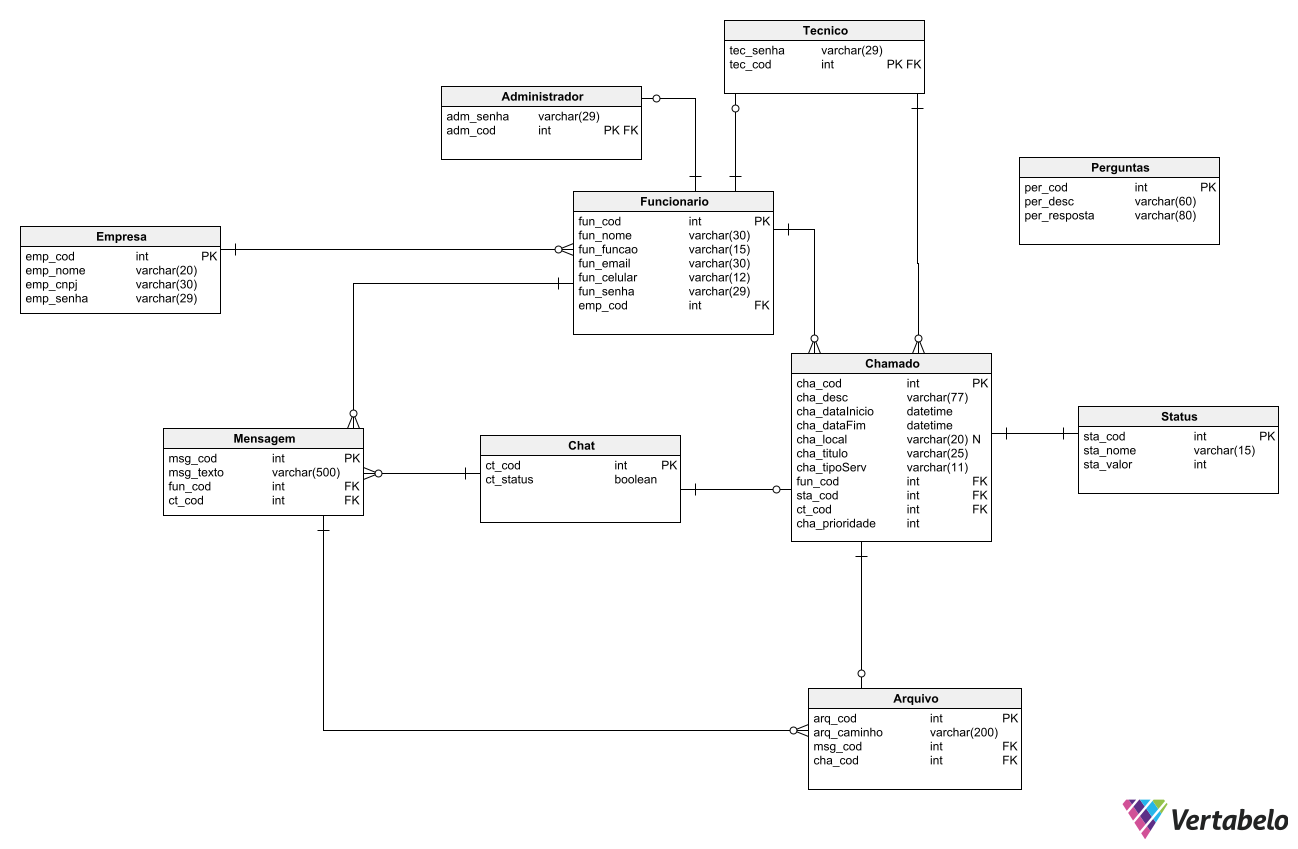 Tecnico
tec_senha varchar(29)
tec_cod int PK FK
Administrador
adm_senha varchar(29)
adm_cod int PK FK
Perguntas
per_cod int PK
per_desc varchar(60)
per_resposta varchar(80)
Funcionario
fun_cod int PK
fun_nome varchar(30)
fun_funcao varchar(15)
fun_email varchar(30)
fun_celular varchar(12)
fun_senha varchar(29)
emp_cod int FK
Empresa
emp_cod int PK
emp_nome varchar(20)
emp_cnpj varchar(30)
emp_senha varchar(29)
Chamado
cha_cod int PK
cha_desc varchar(77)
cha_dataInicio datetime
cha_dataFim datetime
cha_local varchar(20) N
cha_titulo varchar(25)
cha_tipoServ varchar(11)
fun_cod int FK
sta_cod int FK
ct_cod int FK
cha_prioridade int
Status
sta_cod int PK
sta_nome varchar(15)
sta_valor int
Mensagem
msg_cod int PK
msg_texto varchar(500)
fun_cod int FK
ct_cod int FK
Chat
ct_cod int PK
ct_status boolean
Arquivo
arq_cod int PK
arq_caminho varchar(200)
msg_cod int FK
cha_cod int FK
Vertabelo